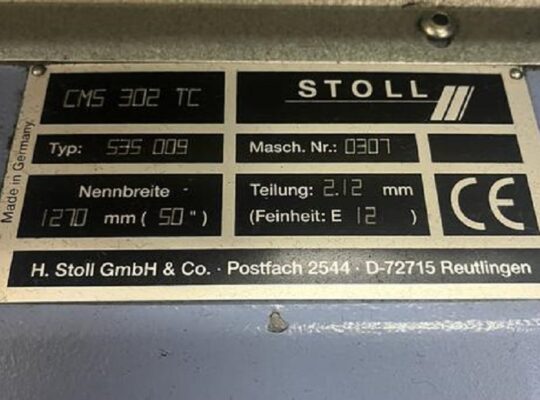 CMS 302 TC
STOLL
Typ: 535 009
Masch. Nr.: 0307
Made in Germany
Nennbreite
1270 mm ( 50 " )
Teilung: 2.12 mm
(Feinheit: E 12 )
CE
H. Stoll GmbH & Co. · Postfach 2544 · D-72715 Reutlingen